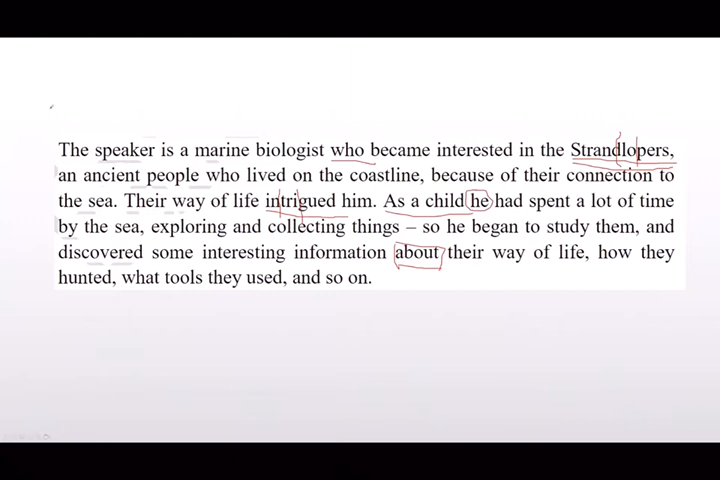 The speaker is a marine biologist who became interested in the Strandlopers,
an ancient people who lived on the coastline, because of their connection to
the sea. Their way of life intrigued him. As a child he had spent a lot of time
by the sea, exploring and collecting things – so he began to study them, and
discovered some interesting information about their way of life, how they
hunted, what tools they used, and so on.